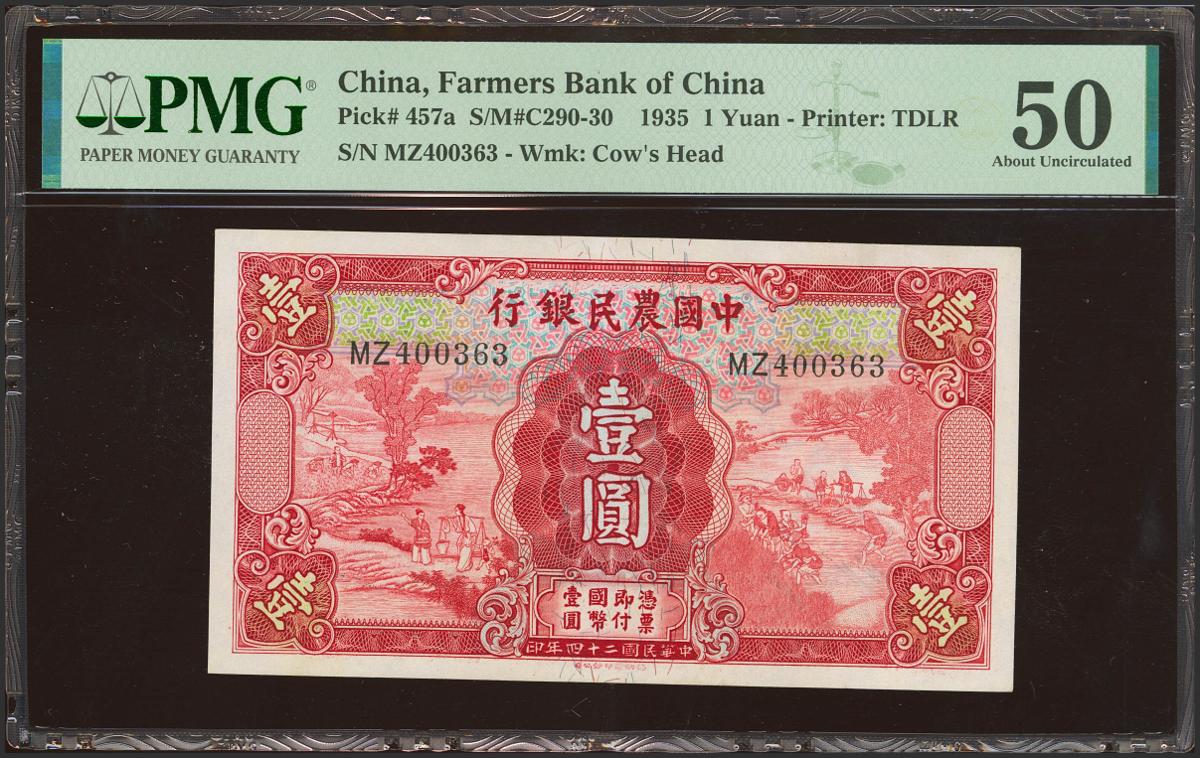 PMG®
PAPER MONEY GUARANTY
China, Farmers Bank of China
Pick# 457a S/M#C290-30 1935 1 Yuan - Printer: TDLR
S/N MZ400363 - Wmk: Cow's Head
50
About Uncirculated
壹
壹
行銀民農國中
MZ400363
MZ400363
壹圓
憑票
即付
國幣
壹圓
壹
壹
印年四十二國民華中